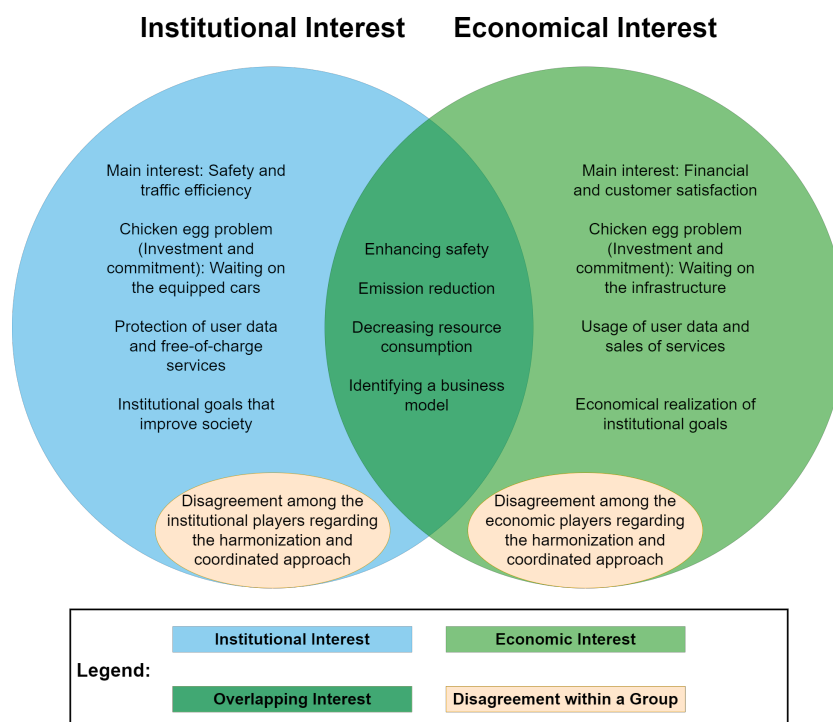 Institutional Interest
Economical Interest
Main interest: Safety and
traffic efficiency
Chicken egg problem
(Investment and
commitment): Waiting on
the equipped cars
Protection of user data
and free-of-charge
services
Institutional goals that
improve society
Enhancing safety
Emission reduction
Decreasing resource
consumption
Identifying a business
model
Main interest: Financial
and customer satisfaction
Chicken egg problem
(Investment and
commitment): Waiting on
the infrastructure
Usage of user data and
sales of services
Economical realization of
institutional goals
Disagreement among the
institutional players regarding
the harmonization and
coordinated approach
Disagreement among the
economic players regarding
the harmonization and
coordinated approach
Legend:
Institutional Interest
Economic Interest
Overlapping Interest
Disagreement within a Group